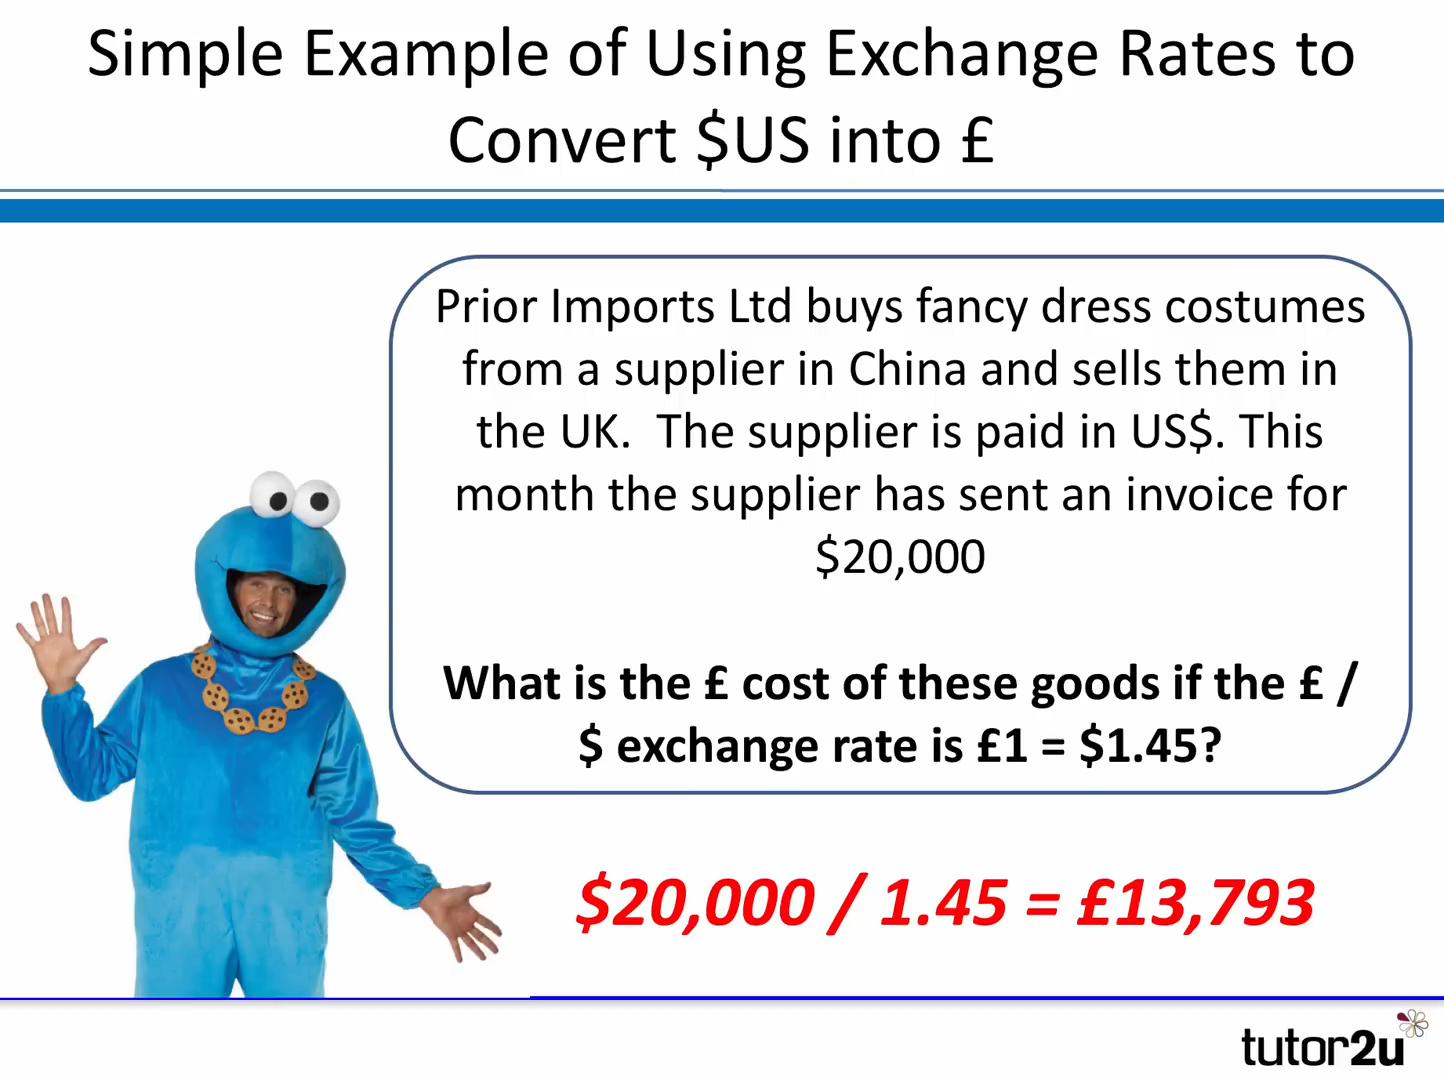 Simple Example of Using Exchange Rates to
Convert $US into £
Prior Imports Ltd buys fancy dress costumes
from a supplier in China and sells them in
the UK.  The supplier is paid in US$. This
month the supplier has sent an invoice for
$20,000
What is the £ cost of these goods if the £ /
$ exchange rate is £1 = $1.45?
$20,000 / 1.45 = £13,793
tutor2u